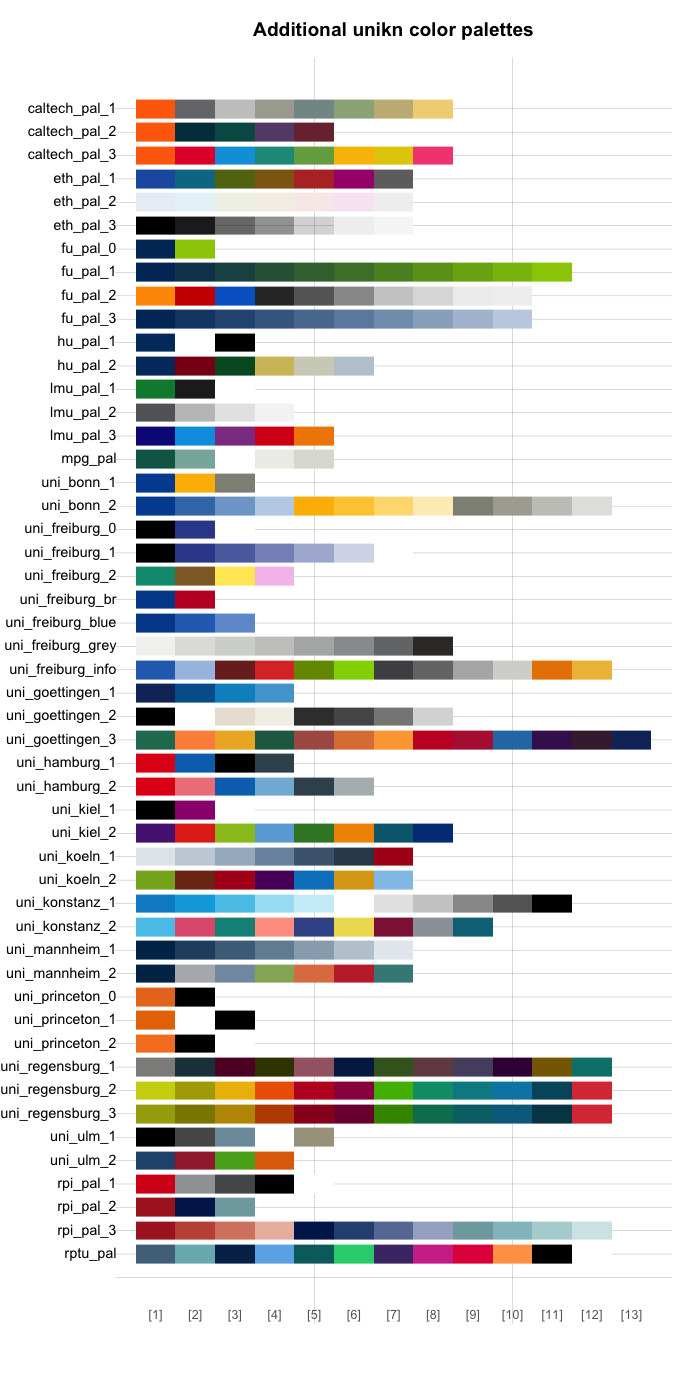 Additional unikn color palettes
caltech_pal_1
caltech_pal_2
caltech_pal_3
eth_pal_1
eth_pal_2
eth_pal_3
fu_pal_0
fu_pal_1
fu_pal_2
fu_pal_3
hu_pal_1
hu_pal_2
lmu_pal_1
lmu_pal_2
lmu_pal_3
mpg_pal
uni_bonn_1
uni_bonn_2
uni_freiburg_0
uni_freiburg_1
uni_freiburg_2
uni_freiburg_br
uni_freiburg_blue
uni_freiburg_grey
uni_freiburg_info
uni_goettingen_1
uni_goettingen_2
uni_goettingen_3
uni_hamburg_1
uni_hamburg_2
uni_kiel_1
uni_kiel_2
uni_koeln_1
uni_koeln_2
uni_konstanz_1
uni_konstanz_2
uni_mannheim_1
uni_mannheim_2
uni_princeton_0
uni_princeton_1
uni_princeton_2
uni_regensburg_1
uni_regensburg_2
uni_regensburg_3
uni_ulm_1
uni_ulm_2
rpi_pal_1
rpi_pal_2
rpi_pal_3
rptu_pal
[1] [2] [3] [4] [5] [6] [7] [8] [9] [10] [11] [12] [13]